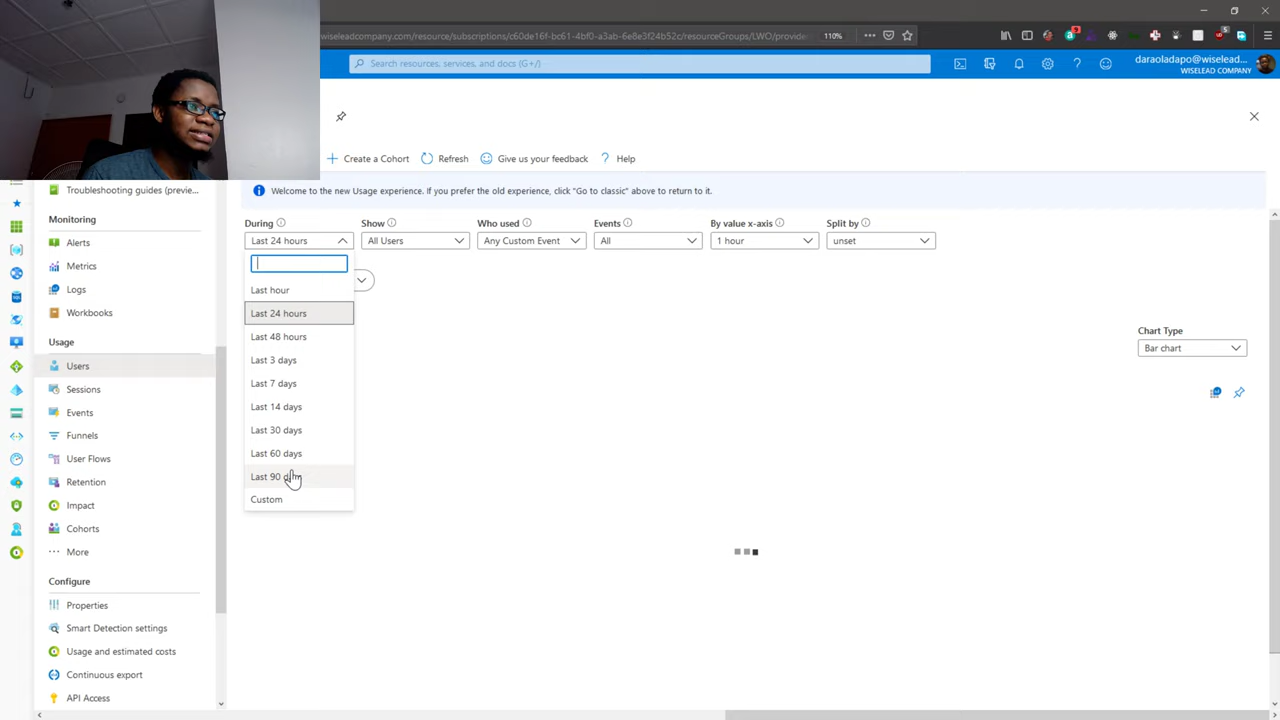 wiseleadcompany.com/resource/subscriptions/c60de16f-bc61-4bf0-a3ab-6e8e3f24b52c/resourceGroups/LWO/provide
110%
Search resources, services, and docs (G+/)
daraoladapo@wiselead...
WISELEAD COMPANY
Create a Cohort
Refresh
Give us your feedback
Help
Troubleshooting guides (previe...
Welcome to the new Usage experience. If you prefer the old experience, click "Go to classic" above to return to it.
Monitoring
Alerts
Metrics
Logs
Workbooks
Usage
Users
Sessions
Events
Funnels
User Flows
Retention
Impact
Cohorts
More
Configure
Properties
Smart Detection settings
Usage and estimated costs
Continuous export
API Access
During
Show
Who used
Events
By value x-axis
Split by
Last 24 hours
All Users
Any Custom Event
All
1 hour
unset
Last hour
Last 24 hours
Last 48 hours
Last 3 days
Last 7 days
Last 14 days
Last 30 days
Last 60 days
Last 90 days
Custom
Chart Type
Bar chart